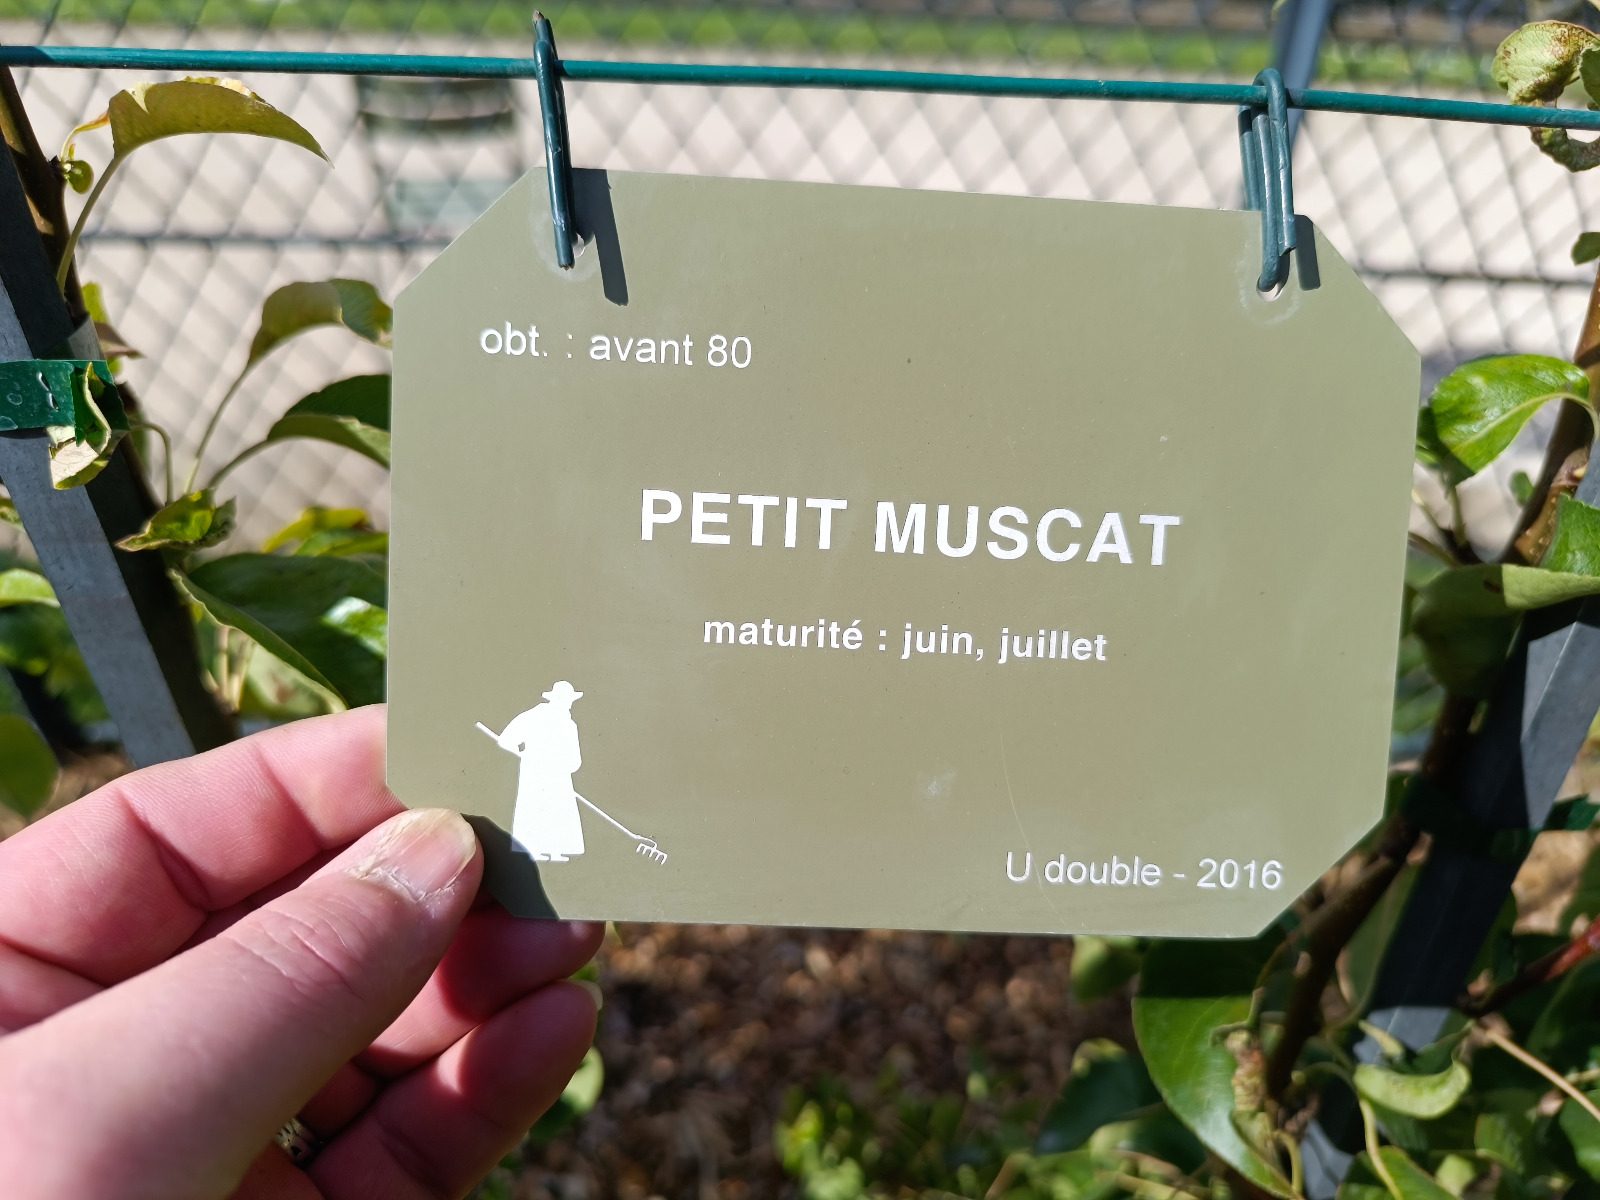 obt. : avant 80
PETIT MUSCAT
maturité : juin, juillet
U double - 2016